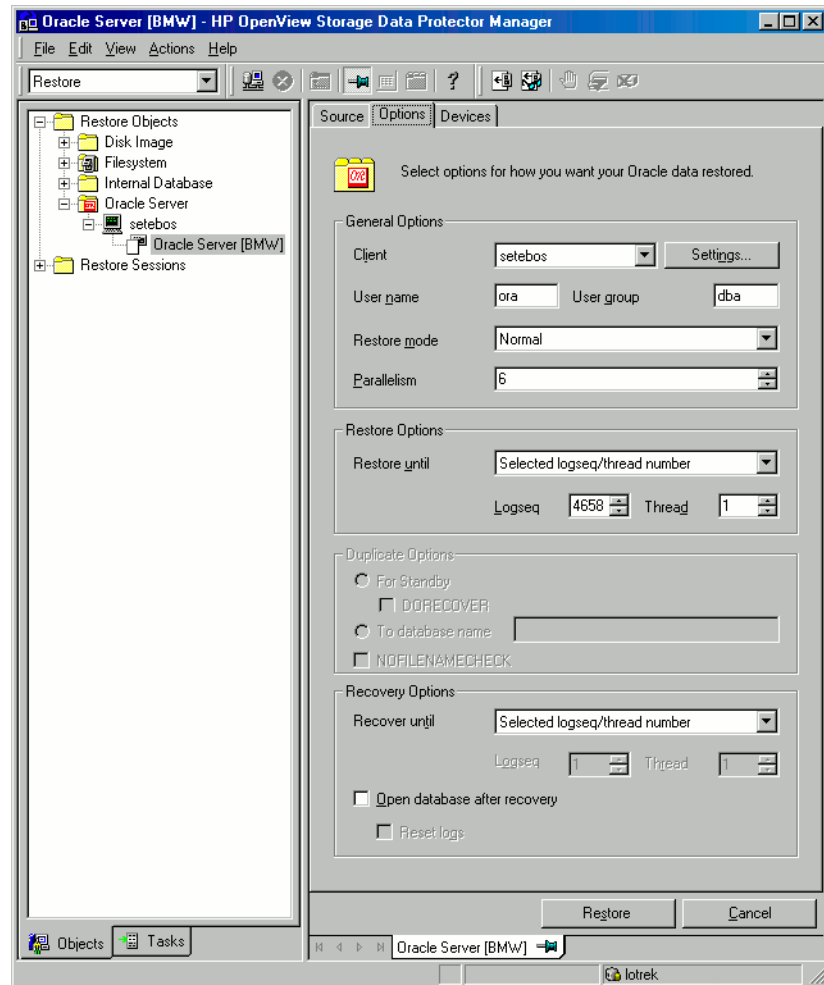 Oracle Server [BMW] - HP OpenView Storage Data Protector Manager
File Edit View Actions Help
Restore
?
Restore Objects
Disk Image
Filesystem
Internal Database
Oracle Server
setebos
Oracle Server [BMW]
Restore Sessions
Objects Tasks
Source Options Devices
Select options for how you want your Oracle data restored.
General Options
Client setebos Settings...
User name ora User group dba
Restore mode Normal
Parallelism 6
Restore Options
Restore until Selected logseq/thread number
Logseq 4658 Thread 1
Duplicate Options
For Standby
DORECOVER
To database name
NOFILENAMECHECK
Recovery Options
Recover until Selected logseq/thread number
Logseq 1 Thread 1
Open database after recovery
Reset logs
Restore Cancel
Oracle Server [BMW]
lotrek